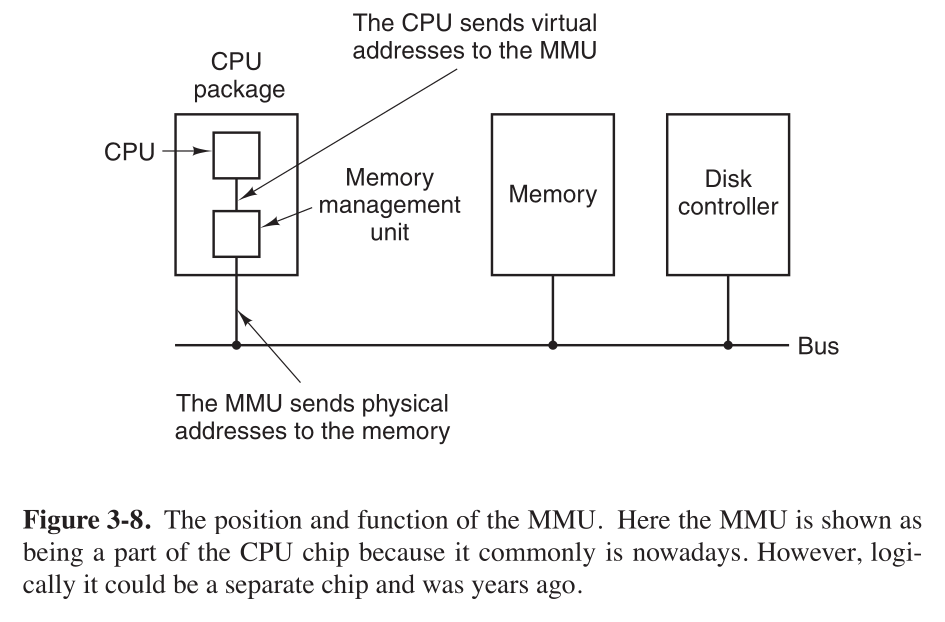 The CPU sends virtual
addresses to the MMU
CPU
package
CPU
Memory
management
unit
Memory
Disk
controller
Bus
The MMU sends physical
addresses to the memory
Figure 3-8. The position and function of the MMU. Here the MMU is shown as
being a part of the CPU chip because it commonly is nowadays. However, logi-
cally it could be a separate chip and was years ago.